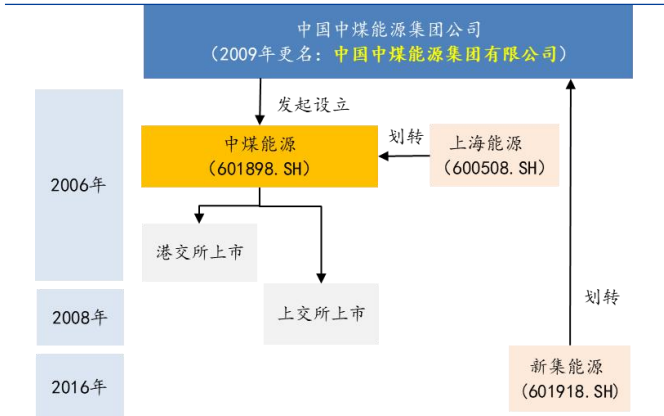 中国中煤能源集团公司
（2009年更名：中国中煤能源集团有限公司）
发起设立
2006年
中煤能源
（601898.SH）
划转
上海能源
（600508.SH）
港交所上市
2008年
上交所上市
划转
2016年
新集能源
（601918.SH）